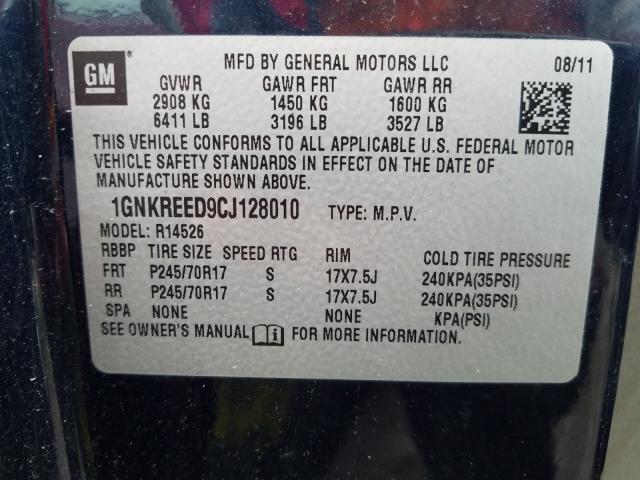 GM
MFD BY GENERAL MOTORS LLC 08/11
GVWR GAWR FRT GAWR RR
2908 KG 1450 KG 1600 KG
6411 LB 3196 LB 3527 LB
THIS VEHICLE CONFORMS TO ALL APPLICABLE U.S. FEDERAL MOTOR
VEHICLE SAFETY STANDARDS IN EFFECT ON THE DATE OF
MANUFACTURE SHOWN ABOVE.
1GNKREED9CJ128010 TYPE: M.P.V.
MODEL: R14526
RBBP TIRE SIZE SPEED RTG RIM COLD TIRE PRESSURE
FRT P245/70R17 S 17X7.5J 240KPA(35PSI)
RR P245/70R17 S 17X7.5J 240KPA(35PSI)
SPA NONE NONE KPA(PSI)
SEE OWNER'S MANUAL i FOR MORE INFORMATION.